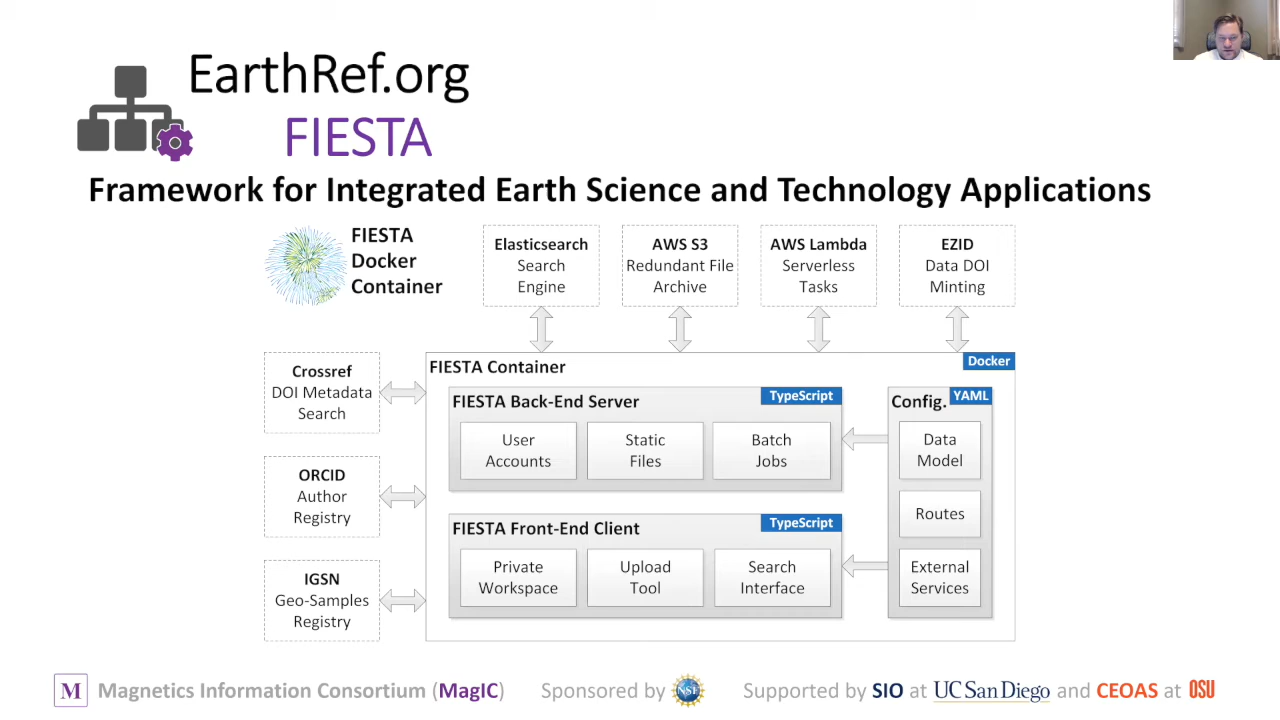 EarthRef.org
FIESTA
Framework for Integrated Earth Science and Technology Applications
FIESTA
Docker
Container
Elasticsearch
Search
Engine
AWS S3
Redundant File
Archive
AWS Lambda
Serverless
Tasks
EZID
Data DOI
Minting
Crossref
DOI Metadata
Search
ORCID
Author
Registry
IGSN
Geo-Samples
Registry
FIESTA Container
Docker
FIESTA Back-End Server
TypeScript
User
Accounts
Static
Files
Batch
Jobs
FIESTA Front-End Client
TypeScript
Private
Workspace
Upload
Tool
Search
Interface
Config.
YAML
Data
Model
Routes
External
Services
M Magnetics Information Consortium (MagIC) Sponsored by NSF Supported by SIO at UC San Diego and CEOAS at OSU